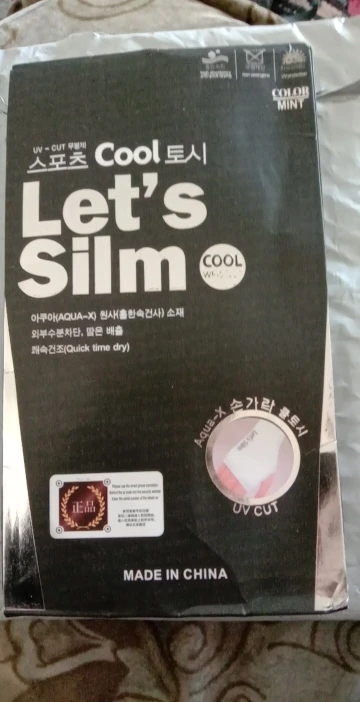 COLOR
MINT
UV - CUT 무봉제
스포츠 Cool 토시
Let's
Silm
COOL
아쿠아(AQUA-X) 원사(흡한속건사) 소재
외부수분차단, 땀은 배출
쾌속건조(Quick time dry)
Aqua-X 손가락 쿨토시
UV CUT
正品
MADE IN CHINA